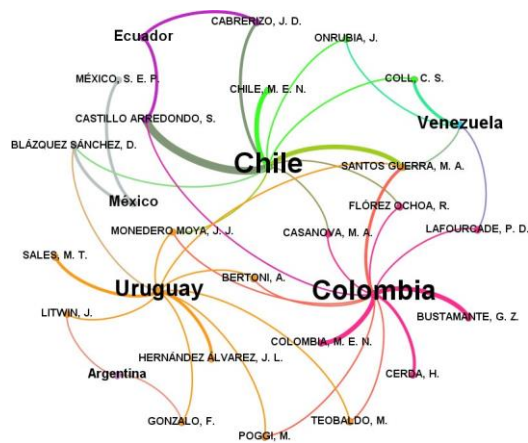 CABRERIZO, J. D.
Ecuador
ONRUBIA, J.
MÉXICO, S. E. P.
COLL, C. S.
CHILE, M. E. N.
CASTILLO ARREDONDO, S.
Venezuela
BLÁZQUEZ SÁNCHEZ, D.
Chile
SANTOS GUERRA, M. A.
México
FLÓREZ OCHOA, R.
MONEDERO MOYA, J. J.
CASANOVA, M. A.
LAFOURCADE, P. D.
SALES, M. T.
BERTONI, A.
Uruguay
Colombia
LITWIN, J.
BUSTAMANTE, G. Z.
COLOMBIA, M. E. N.
HERNÁNDEZ ÁLVAREZ, J. L.
Argentina
CERDA, H.
GONZALO, F.
TEOBALDO, M.
POGGI, M.